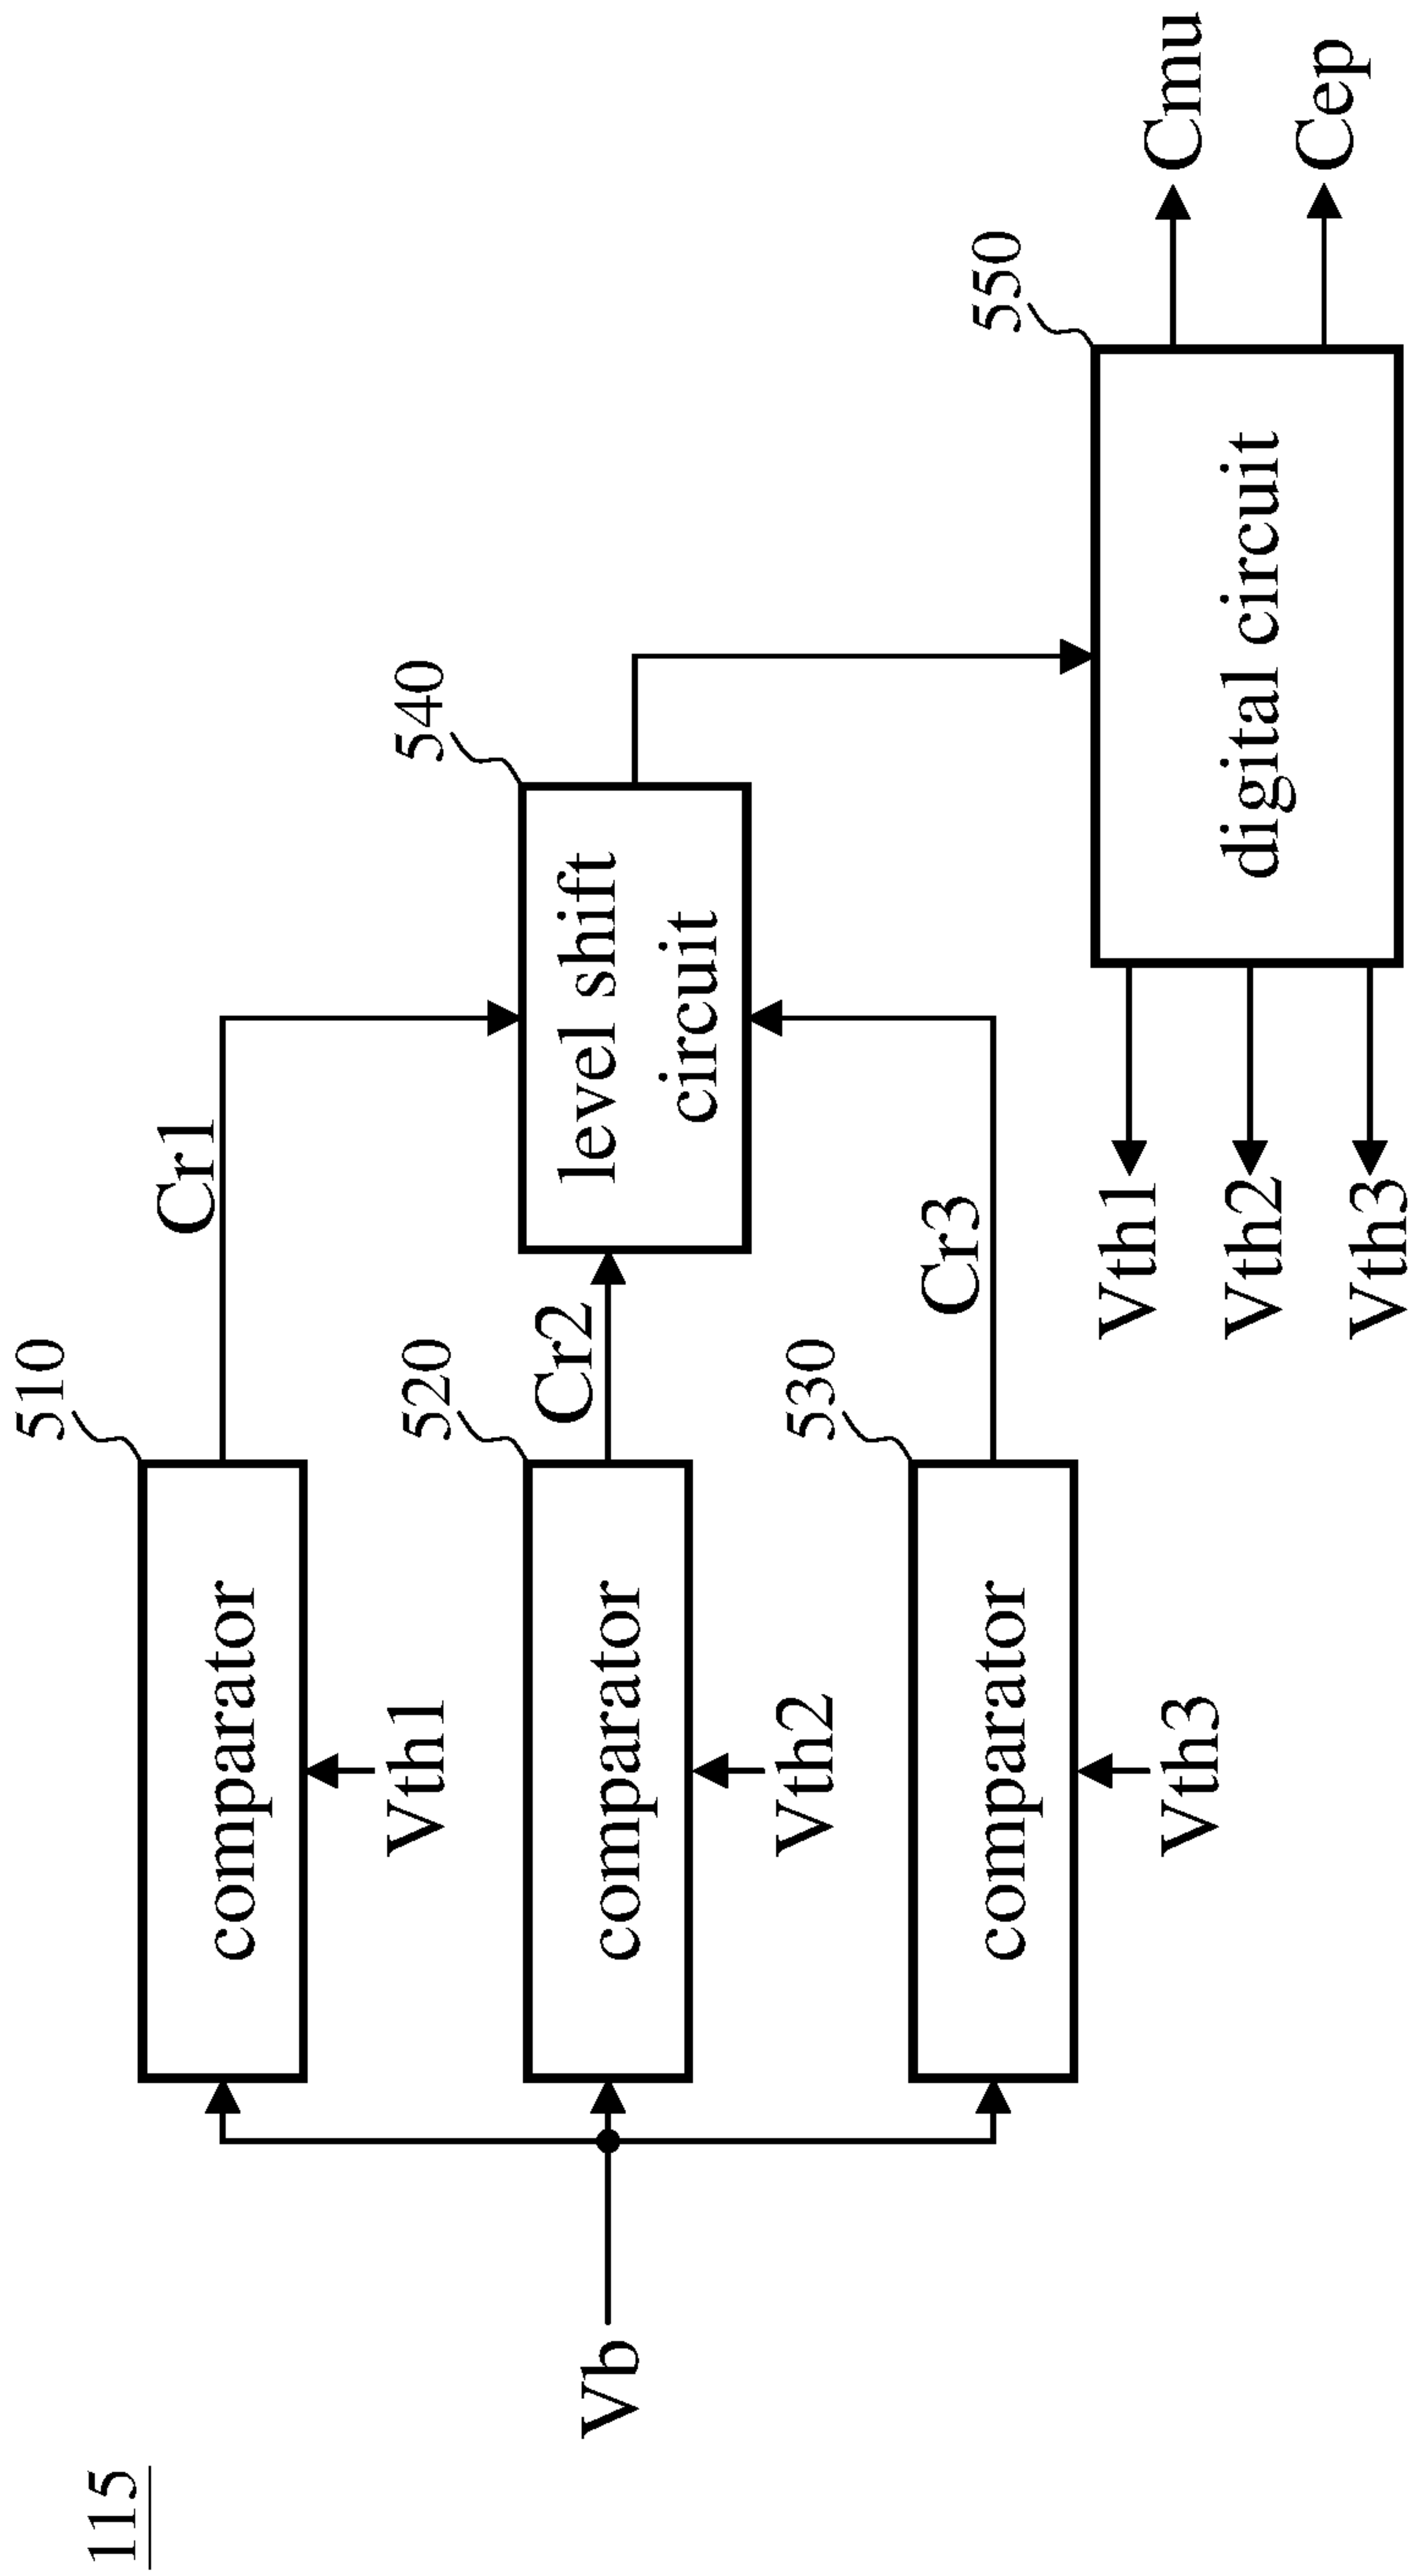 115
Vb
510
comparator
Vth1
Cr1
520
comparator
Vth2
Cr2
530
comparator
Vth3
Cr3
540
level shift
circuit
550
digital circuit
Vth1
Vth2
Vth3
Cmu
Cep